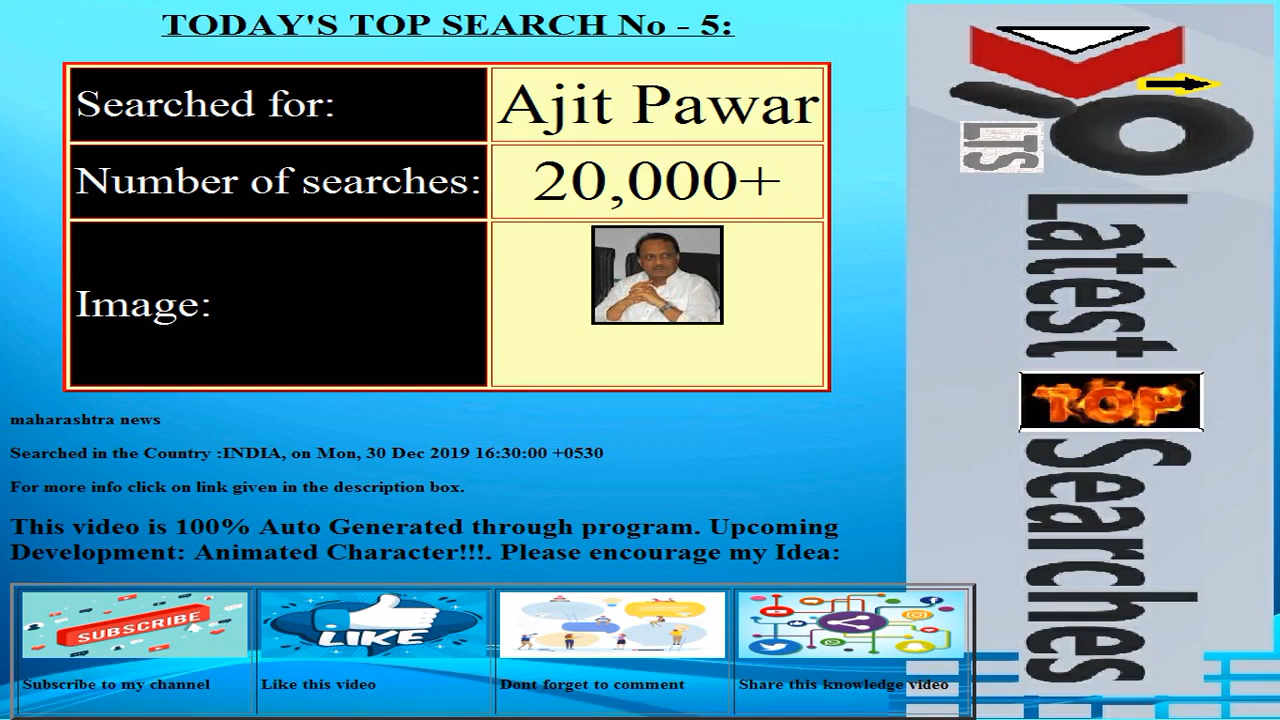 TODAY'S TOP SEARCH No - 5:
Searched for:
Ajit Pawar
Number of searches:
20,000+
Image:
maharashtra news
Searched in the Country :INDIA, on Mon, 30 Dec 2019 16:30:00 +0530
For more info click on link given in the description box.
This video is 100% Auto Generated through program. Upcoming
Development: Animated Character!!!. Please encourage my Idea:
SUBSCRIBE
LIKE
Subscribe to my channel
Like this video
Dont forget to comment
Share this knowledge video
LTS
Latest
TOP
Searches